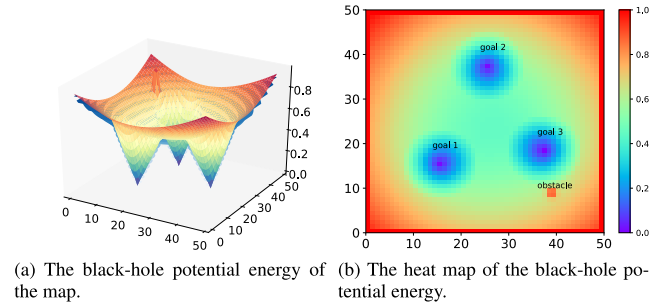 0.8
0.6
0.4
0.2
0.0
0 10 20 30 40 50
0 10 20 30 40 50
50
40
30
20
10
0
0 10 20 30 40 50
goal 2
goal 1
goal 3
obstacle
1.0
0.8
0.6
0.4
0.2
0.0
(a) The black-hole potential energy of
the map.
(b) The heat map of the black-hole po-
tential energy.